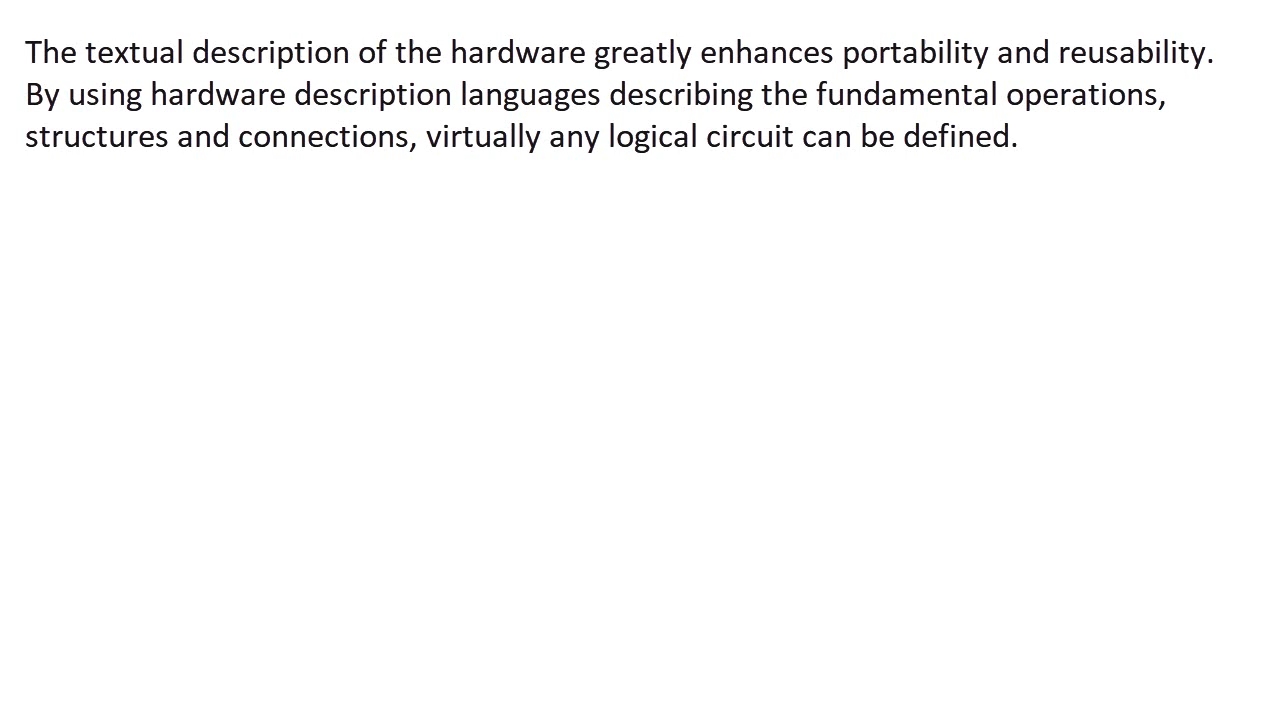 The textual description of the hardware greatly enhances portability and reusability.
By using hardware description languages describing the fundamental operations,
structures and connections, virtually any logical circuit can be defined.